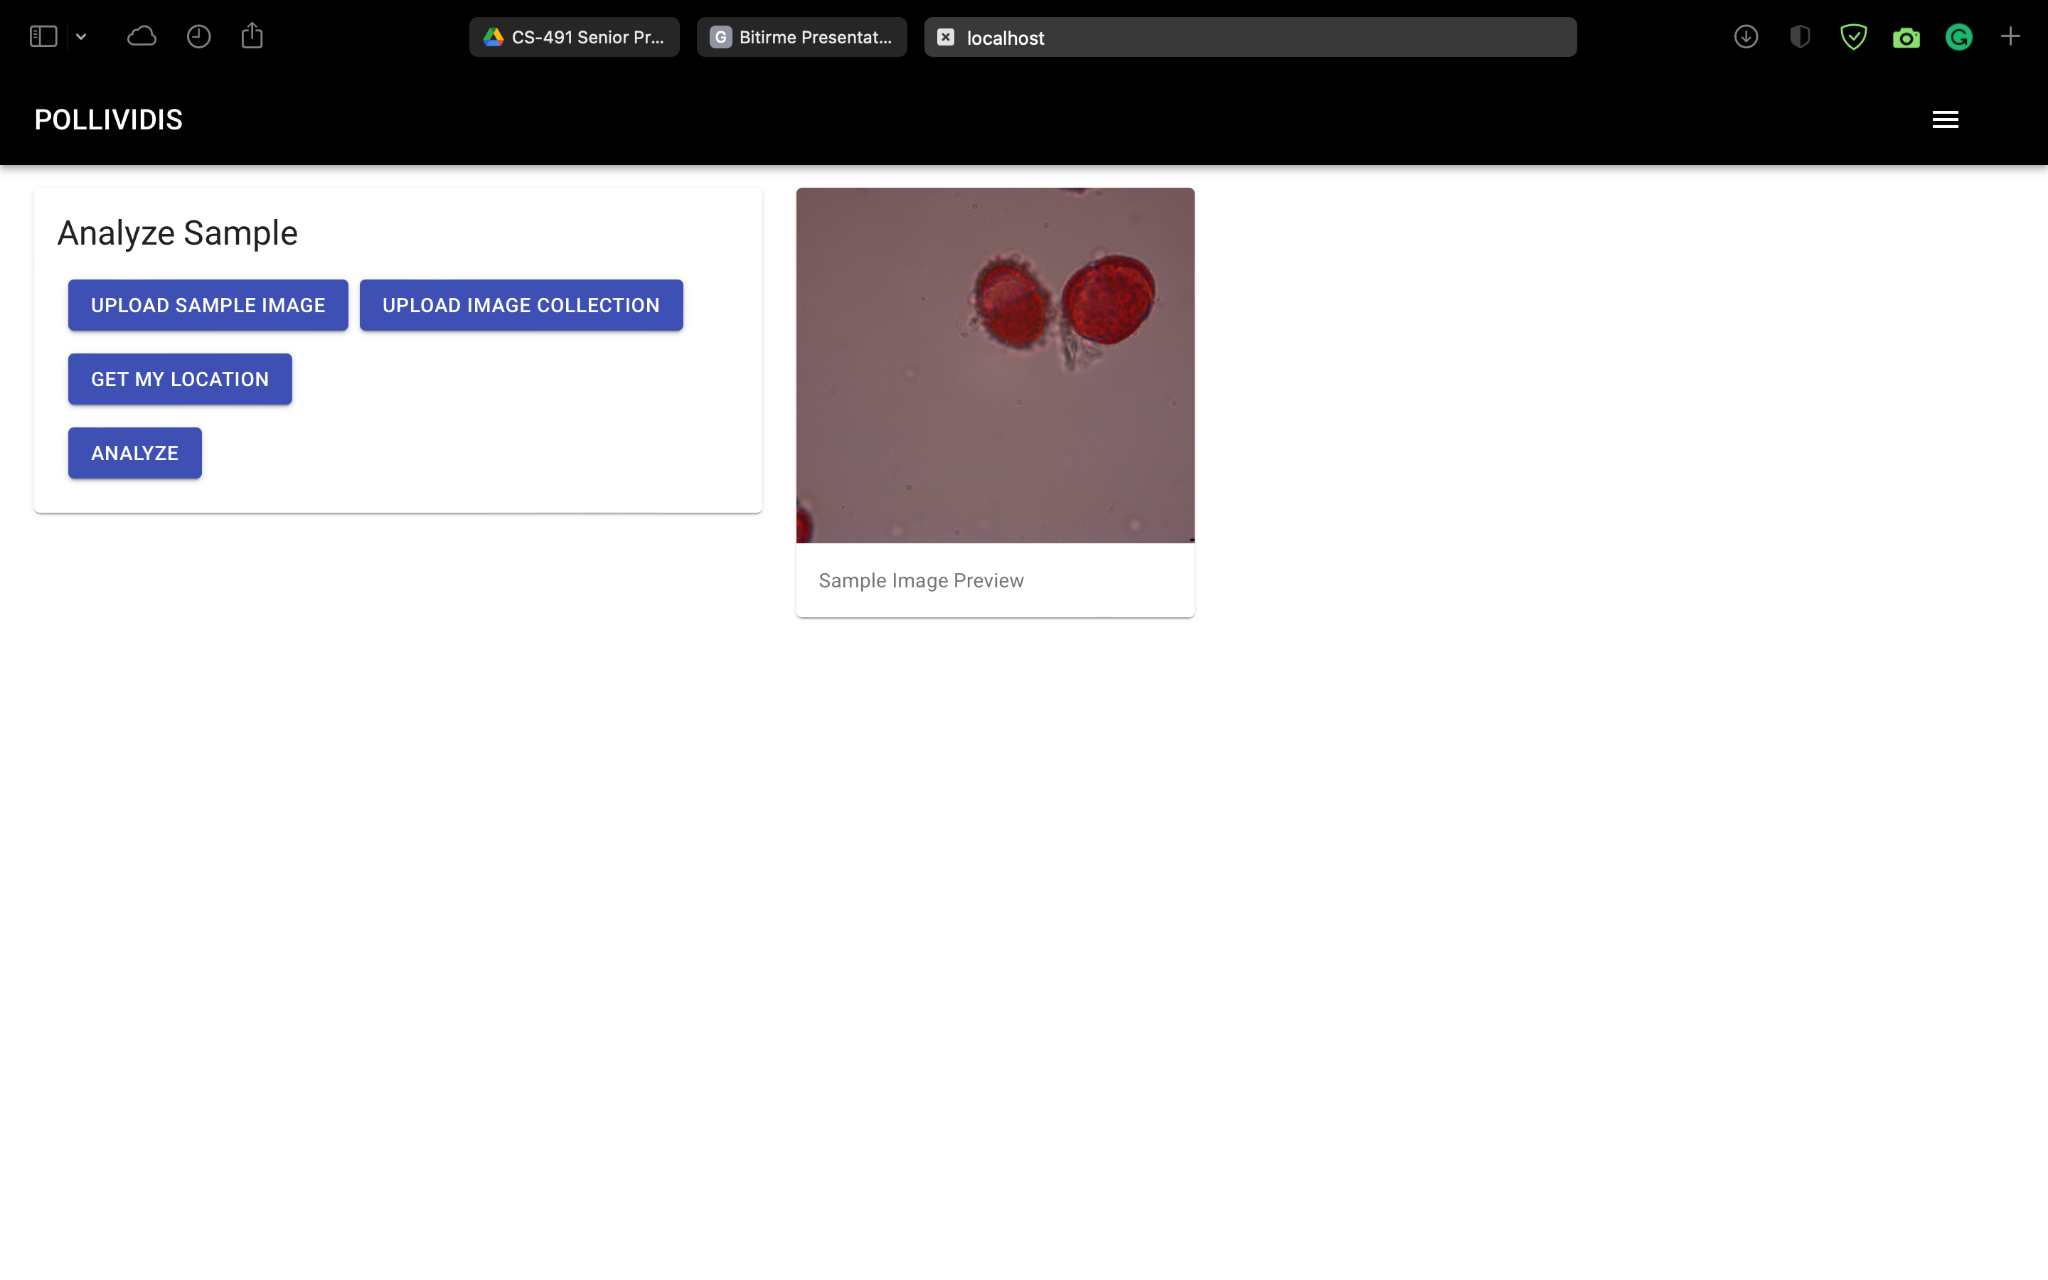 CS-491 Senior Pr...
Bitirme Presentat...
localhost
POLLIVIDIS
Analyze Sample
UPLOAD SAMPLE IMAGE
UPLOAD IMAGE COLLECTION
GET MY LOCATION
ANALYZE
Sample Image Preview